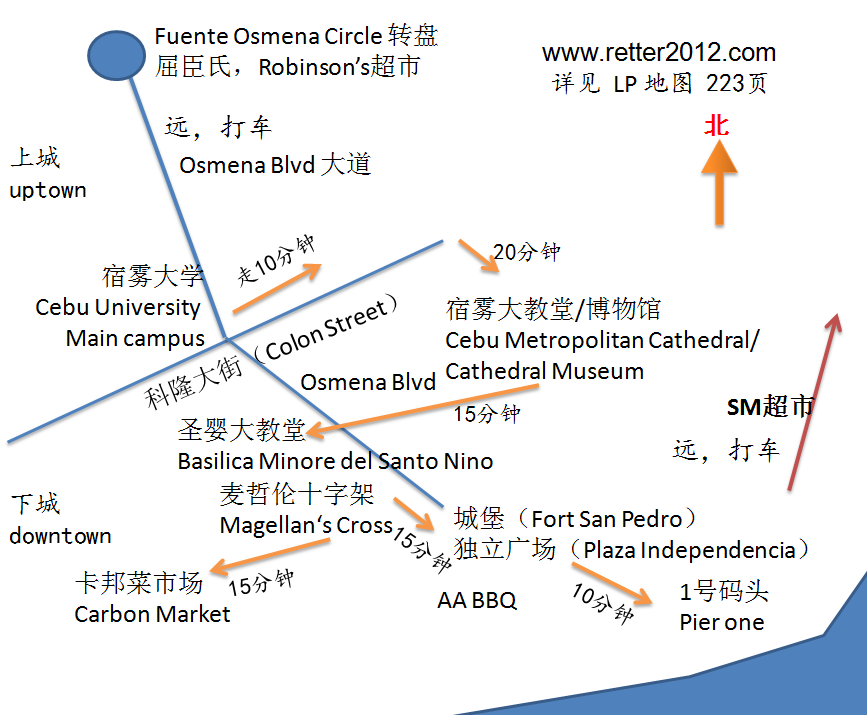 Fuente Osmena Circle 转盘
屈臣氏，Robinson's超市
www.retter2012.com
详见 LP 地图 223页
北
远，打车
上城
uptown
Osmena Blvd 大道
走10分钟
20分钟
宿雾大学
Cebu University
Main campus
宿雾大教堂/博物馆
Cebu Metropolitan Cathedral/
Cathedral Museum
科隆大街（Colon Street）
Osmena Blvd
15分钟
SM超市
远，打车
圣婴大教堂
Basilica Minore del Santo Nino
麦哲伦十字架
Magellan‘s Cross
下城
downtown
15分钟
城堡（Fort San Pedro）
独立广场（Plaza Independencia）
卡邦菜市场
Carbon Market
15分钟
AA BBQ
10分钟
1号码头
Pier one